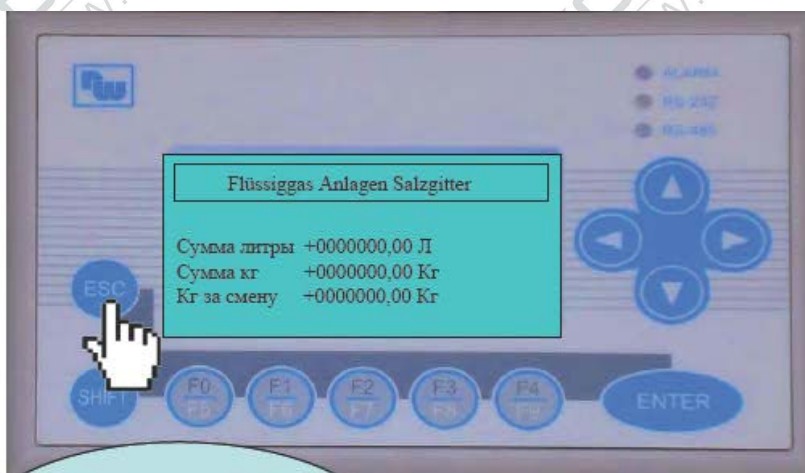 ALARM
RS-232
RS-485
Flüssiggas Anlagen Salzgitter
Сумма литры +0000000,00 Л
Сумма кг +0000000,00 Кг
Кг за смену +0000000,00 Кг
ESC
SHIFT
F0 F1 F2 F3 F4
F5 F6 F7 F8 F9
ENTER